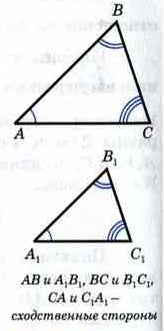 B
A
C
B₁
A₁
C₁
AB и A₁B₁, BC и B₁C₁,
CA и C₁A₁ –
сходственные стороны